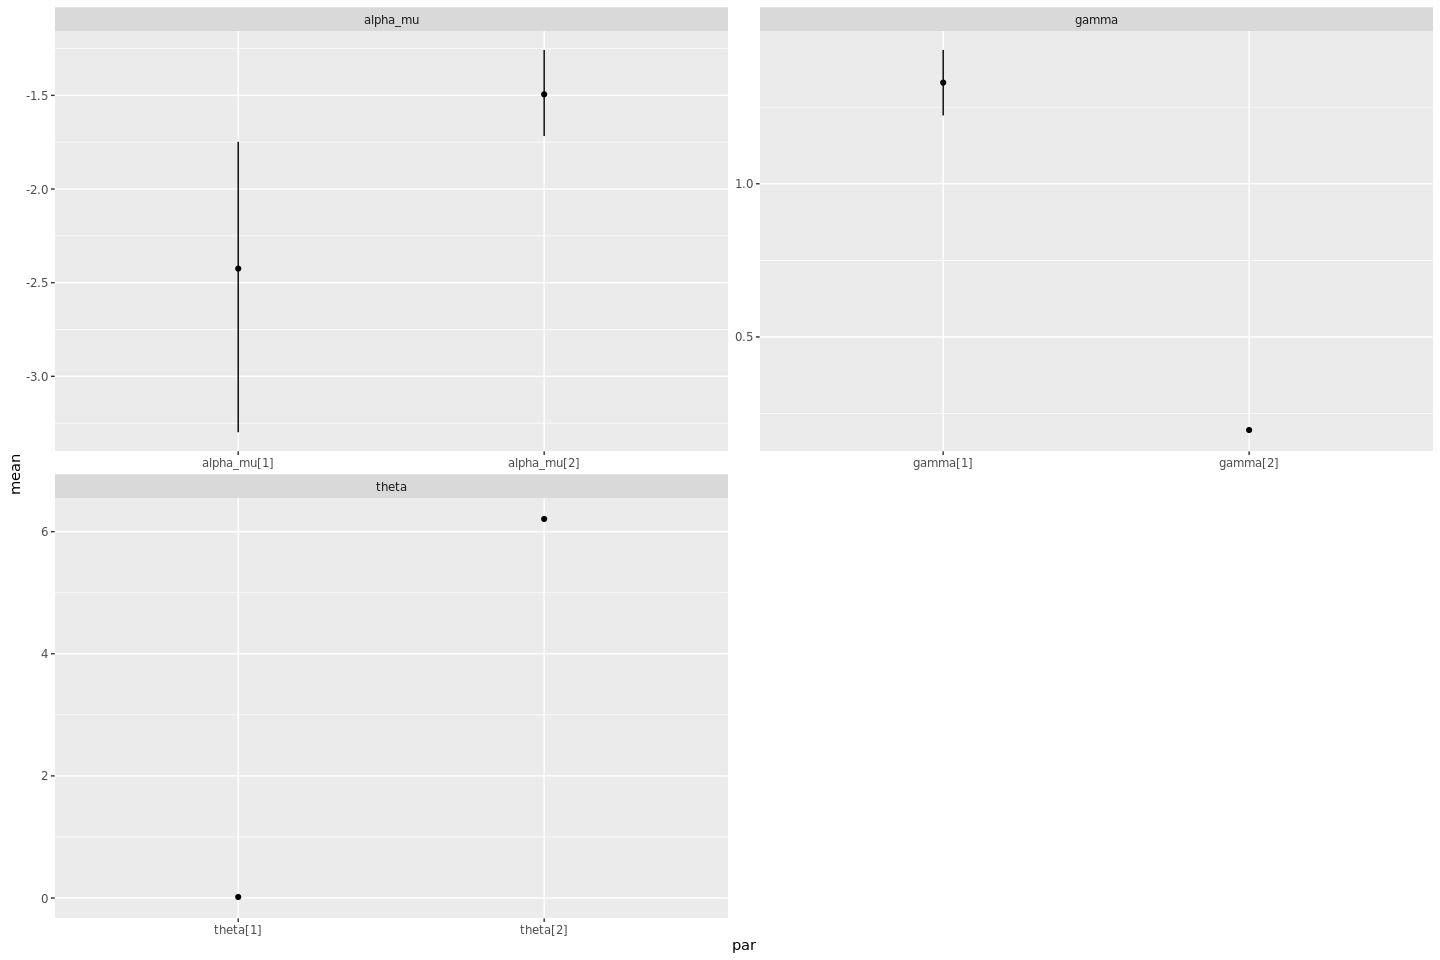 alpha_mu
gamma
-1.5
-2.0
-2.5
-3.0
1.0
0.5
alpha_mu[1]
alpha_mu[2]
gamma[1]
gamma[2]
mean
theta
6
4
2
0
theta[1]
theta[2]
par